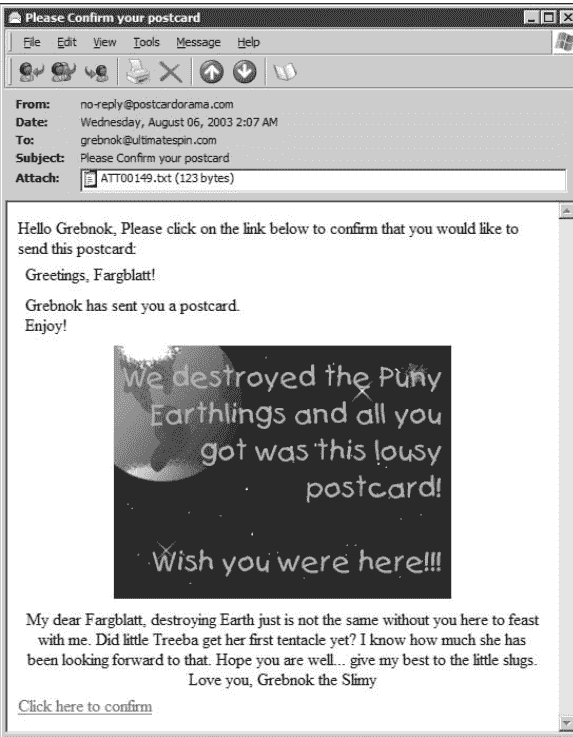 Please Confirm your postcard
File Edit View Tools Message Help
From: no-reply@postcardorama.com
Date: Wednesday, August 06, 2003 2:07 AM
To: grebnok@ultimatespin.com
Subject: Please Confirm your postcard
Attach: ATT00149.txt (123 bytes)
Hello Grebnok, Please click on the link below to confirm that you would like to
send this postcard:
Greetings, Fargblatt!
Grebnok has sent you a postcard.
Enjoy!
We destroyed the Puny
Earthlings and all you
got was this lousy
postcard!
Wish you were here!!!
My dear Fargblatt, destroying Earth just is not the same without you here to feast
with me. Did little Treeba get her first tentacle yet? I know how much she has
been looking forward to that. Hope you are well... give my best to the little slugs.
Love you, Grebnok the Slimy
Click here to confirm